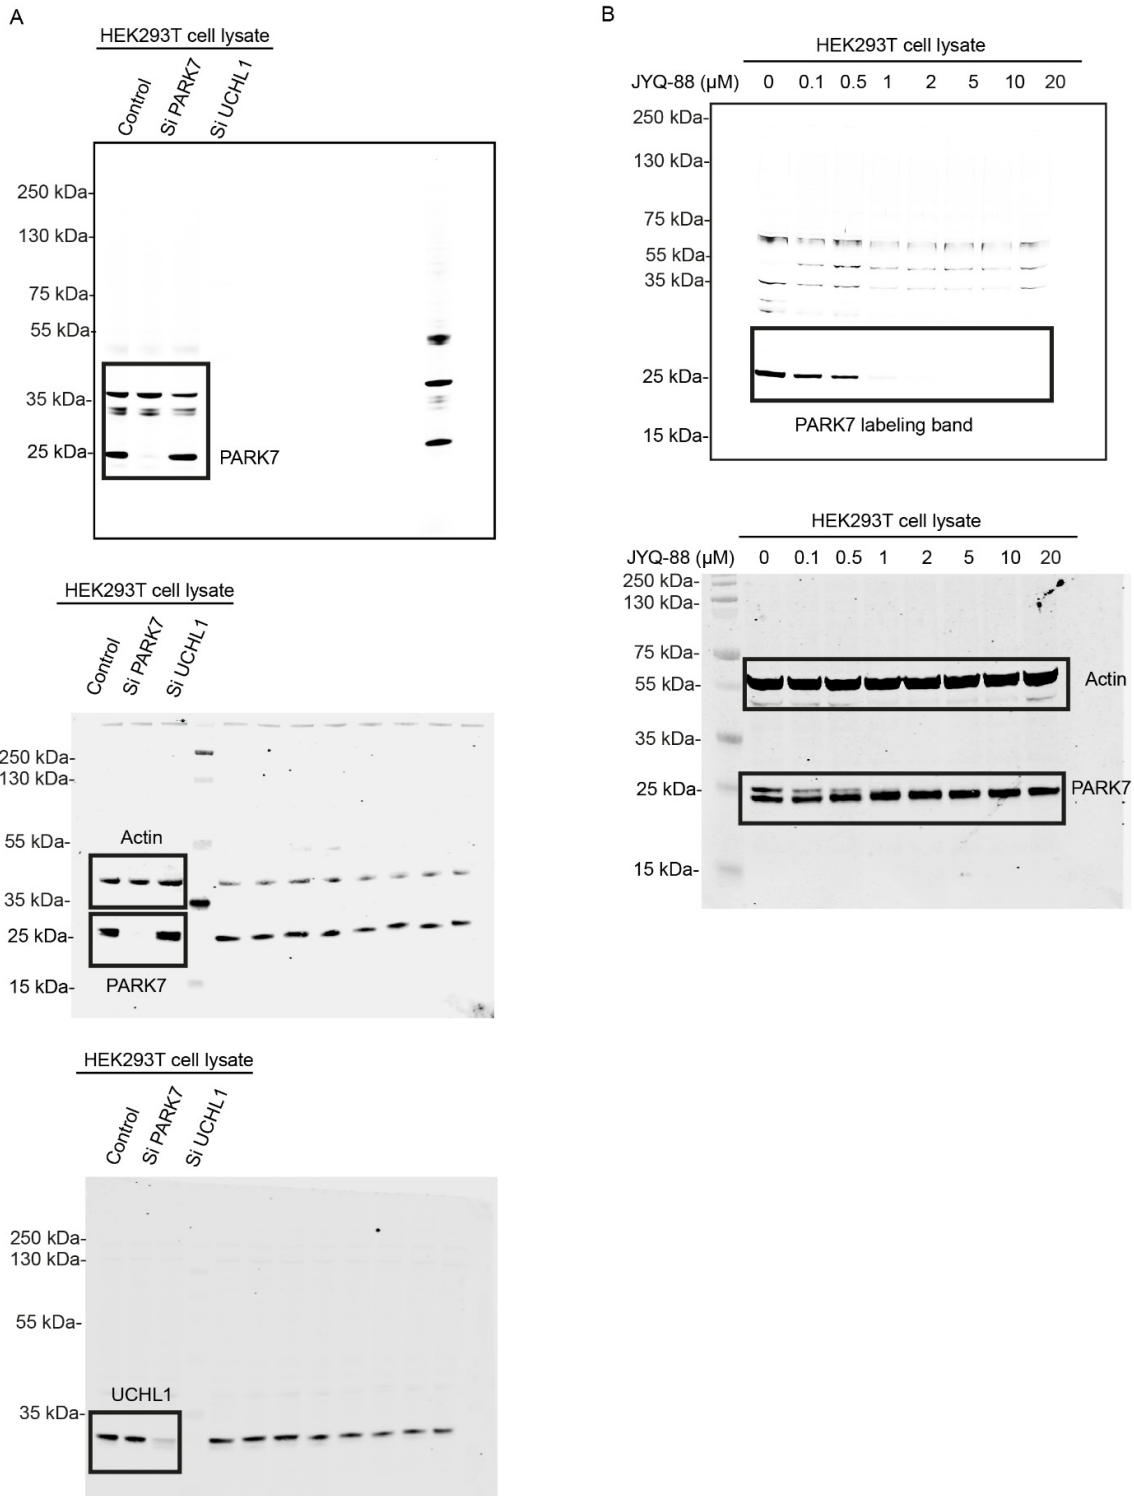 A
HEK293T cell lysate
Control
Si PARK7
Si UCHL1
250 kDa-
130 kDa-
75 kDa-
55 kDa-
35 kDa-
25 kDa-
PARK7
HEK293T cell lysate
Control
Si PARK7
Si UCHL1
250 kDa-
130 kDa-
55 kDa-
Actin
35 kDa-
25 kDa-
15 kDa-
PARK7
HEK293T cell lysate
Control
Si PARK7
Si UCHL1
250 kDa-
130 kDa-
55 kDa-
UCHL1
35 kDa-
B
HEK293T cell lysate
JYQ-88 (µM) 0 0.1 0.5 1 2 5 10 20
250 kDa-
130 kDa-
75 kDa-
55 kDa-
35 kDa-
25 kDa-
PARK7 labeling band
15 kDa-
HEK293T cell lysate
JYQ-88 (µM) 0 0.1 0.5 1 2 5 10 20
250 kDa-
130 kDa-
75 kDa-
55 kDa-
Actin
35 kDa-
25 kDa-
PARK7
15 kDa-